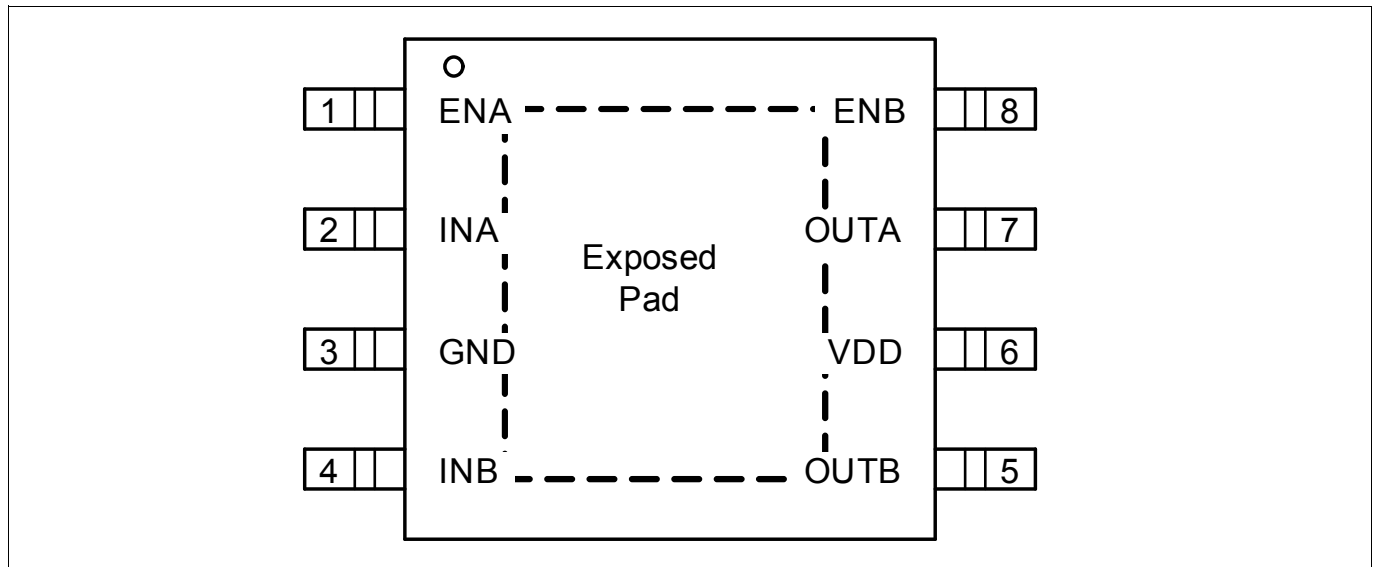 1 ENA ENB 8
2 INA OUTA 7
Exposed
Pad
3 GND VDD 6
4 INB OUTB 5